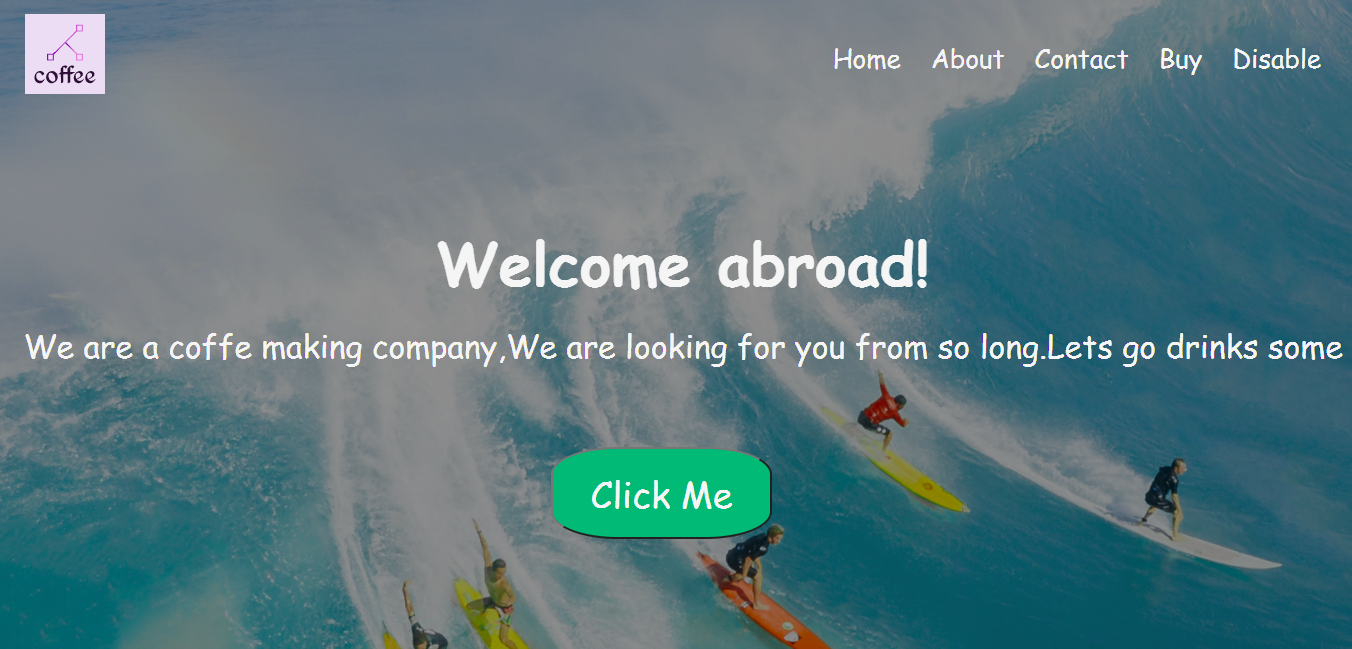 coffee
Home About Contact Buy Disable
Welcome abroad!
We are a coffe making company,We are looking for you from so long.Lets go drinks some
Click Me